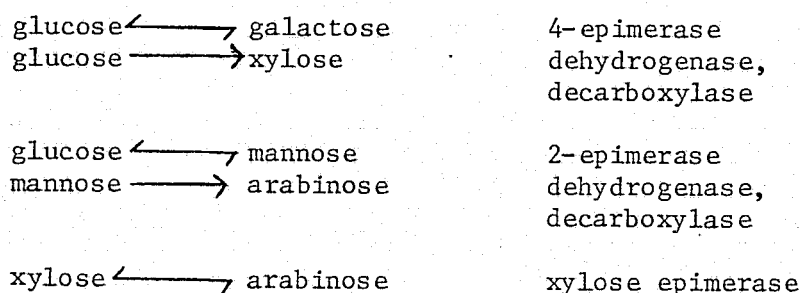 glucose ⇌ galactose 4-epimerase
glucose → xylose dehydrogenase,
decarboxylase
glucose ⇌ mannose 2-epimerase
mannose → arabinose dehydrogenase,
decarboxylase
xylose ⇌ arabinose xylose epimerase